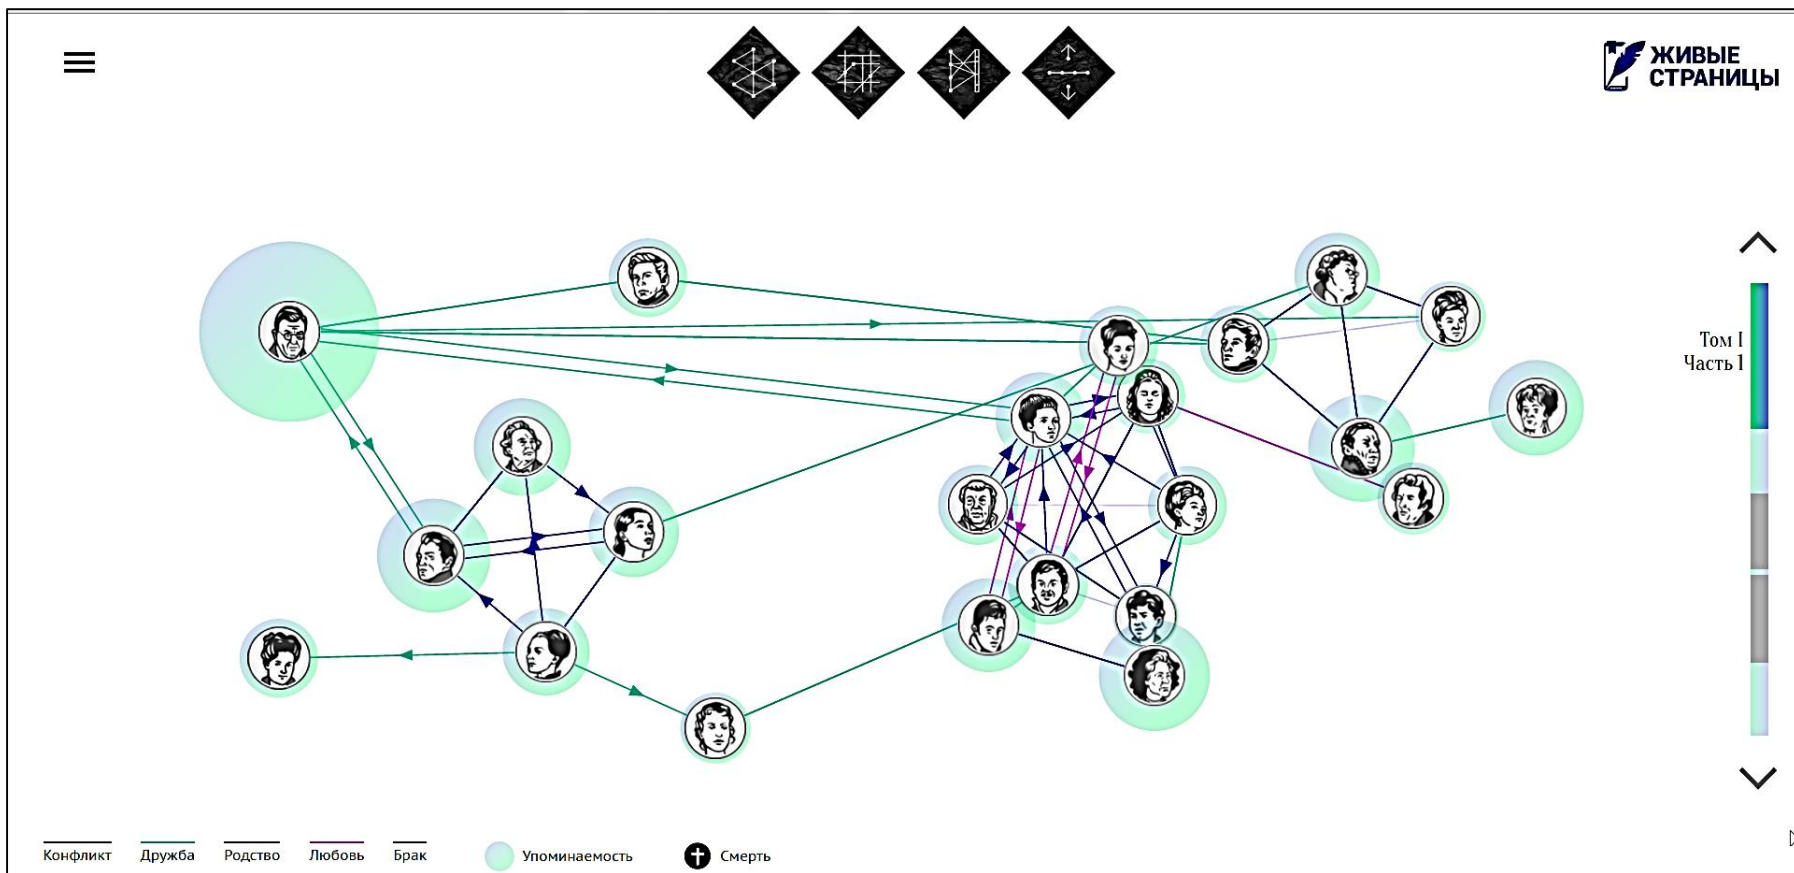 ЖИВЫЕ
СТРАНИЦЫ
Том I
Часть 1
Конфликт
Дружба
Родство
Любовь
Брак
Упоминаемость
Смерть